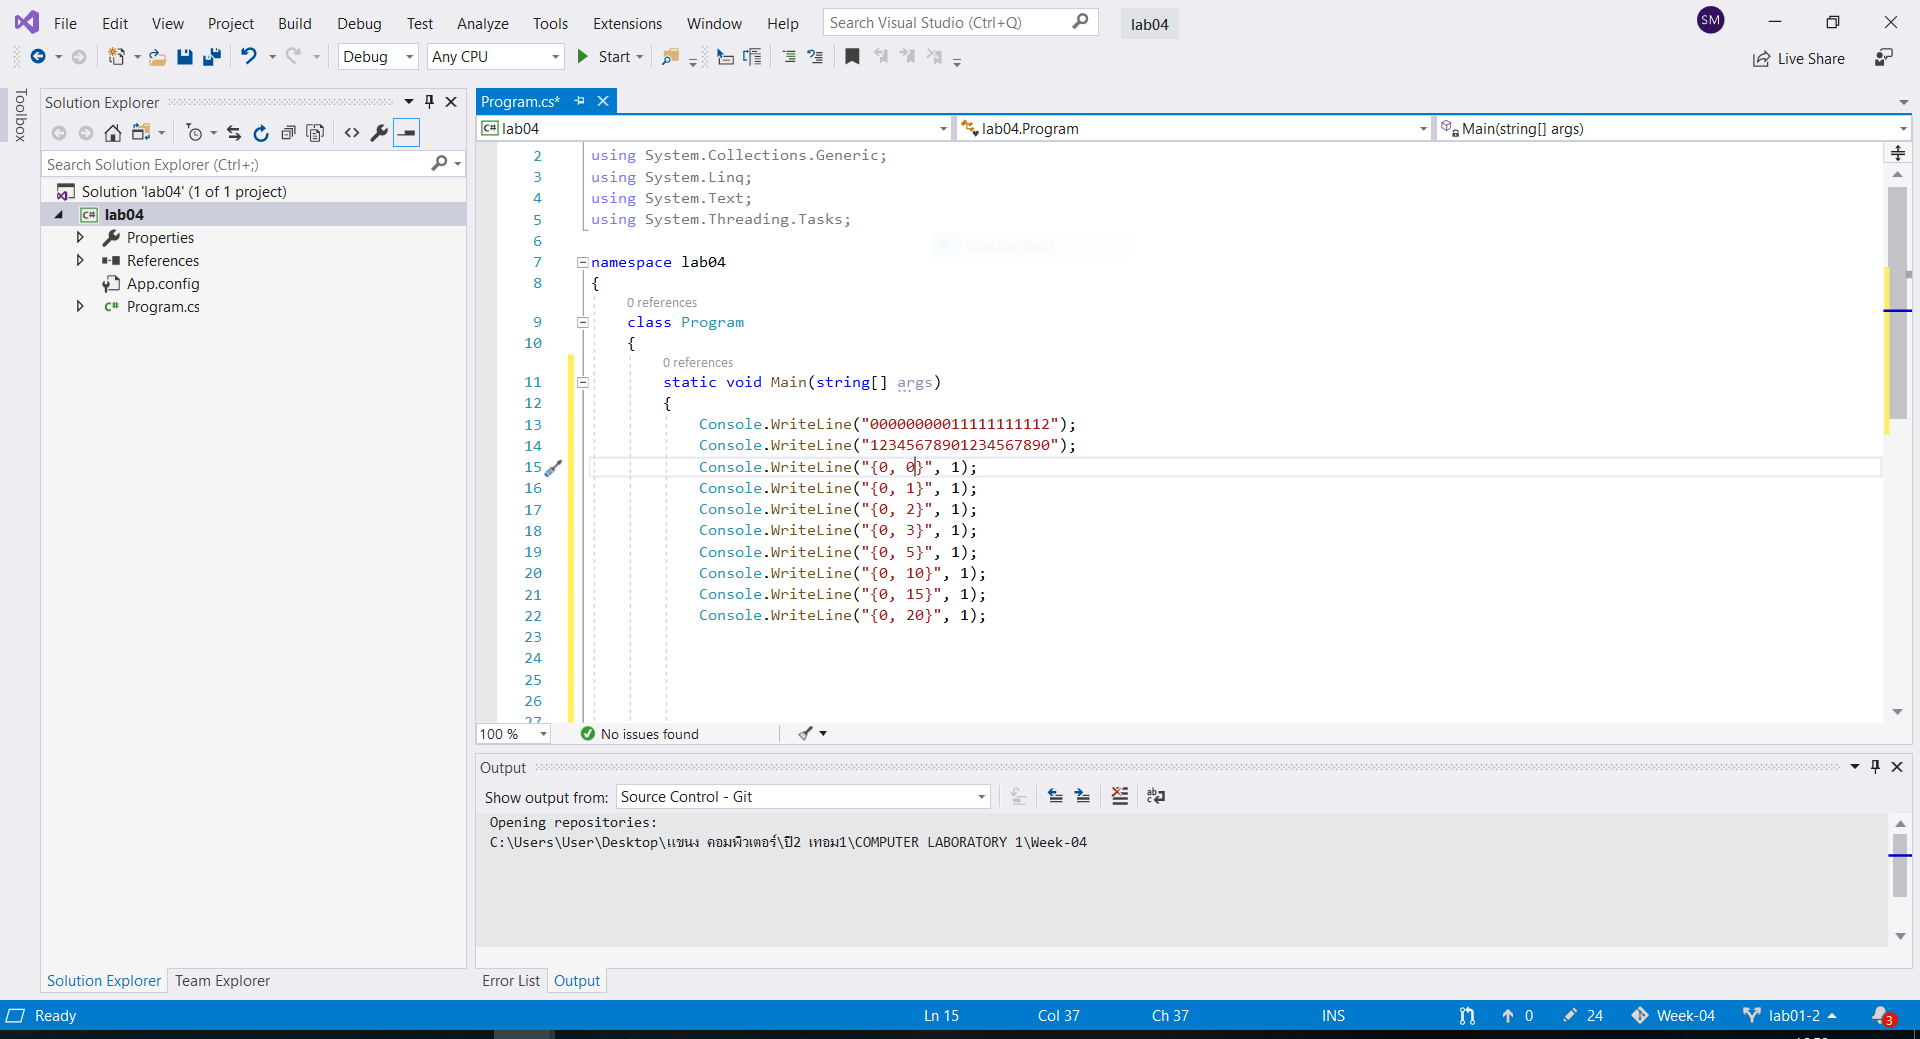 File Edit View Project Build Debug Test Analyze Tools Extensions Window Help Search Visual Studio (Ctrl+Q) lab04 SM
Debug Any CPU Start Live Share
Toolbox
Solution Explorer
Search Solution Explorer (Ctrl+;)
Solution 'lab04' (1 of 1 project)
C# lab04
Properties
References
App.config
C# Program.cs
Program.cs*
C# lab04 lab04.Program Main(string[] args)
2 using System.Collections.Generic;
3 using System.Linq;
4 using System.Text;
5 using System.Threading.Tasks;
6
Window Snip
7 namespace lab04
8 {
0 references
9 class Program
10 {
0 references
11 static void Main(string[] args)
12 {
13 Console.WriteLine("00000000011111111112");
14 Console.WriteLine("12345678901234567890");
15 Console.WriteLine("{0, 0}", 1);
16 Console.WriteLine("{0, 1}", 1);
17 Console.WriteLine("{0, 2}", 1);
18 Console.WriteLine("{0, 3}", 1);
19 Console.WriteLine("{0, 5}", 1);
20 Console.WriteLine("{0, 10}", 1);
21 Console.WriteLine("{0, 15}", 1);
22 Console.WriteLine("{0, 20}", 1);
23
24
25
26
27
100 % No issues found
Output
Show output from: Source Control - Git
Opening repositories:
C:\Users\User\Desktop\แขนง คอมพิวเตอร์\ปี2 เทอม1\COMPUTER LABORATORY 1\Week-04
Solution Explorer Team Explorer
Error List Output
Ready Ln 15 Col 37 Ch 37 INS 0 24 Week-04 lab01-2 3